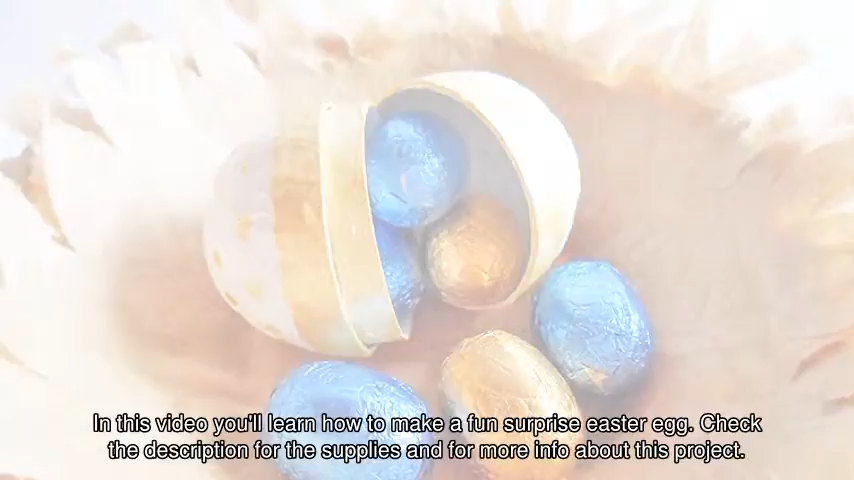 In this video you'll learn how to make a fun surprise easter egg. Check
the description for the supplies and for more info about this project.